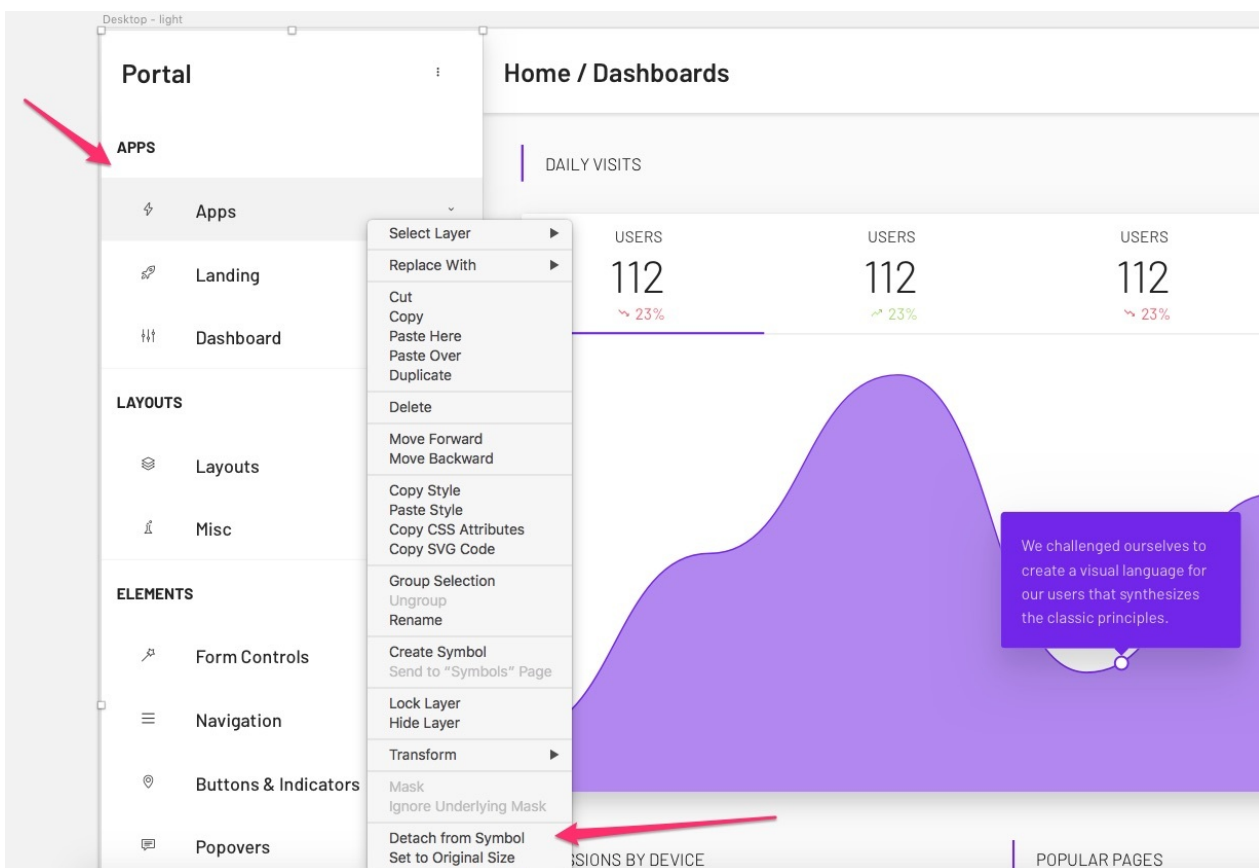 Desktop - light
Portal
Home / Dashboards
APPS
Apps
Landing
Dashboard
LAYOUTS
Layouts
Misc
ELEMENTS
Form Controls
Navigation
Buttons & Indicators
Popovers
Select Layer
Replace With
Cut
Copy
Paste Here
Paste Over
Duplicate
Delete
Move Forward
Move Backward
Copy Style
Paste Style
Copy CSS Attributes
Copy SVG Code
Group Selection
Ungroup
Rename
Create Symbol
Send to “Symbols” Page
Lock Layer
Hide Layer
Transform
Mask
Ignore Underlying Mask
Detach from Symbol
Set to Original Size
DAILY VISITS
USERS
112
23%
USERS
112
23%
USERS
112
23%
We challenged ourselves to
create a visual language for
our users that synthesizes
the classic principles.
BY DEVICE
POPULAR PAGES